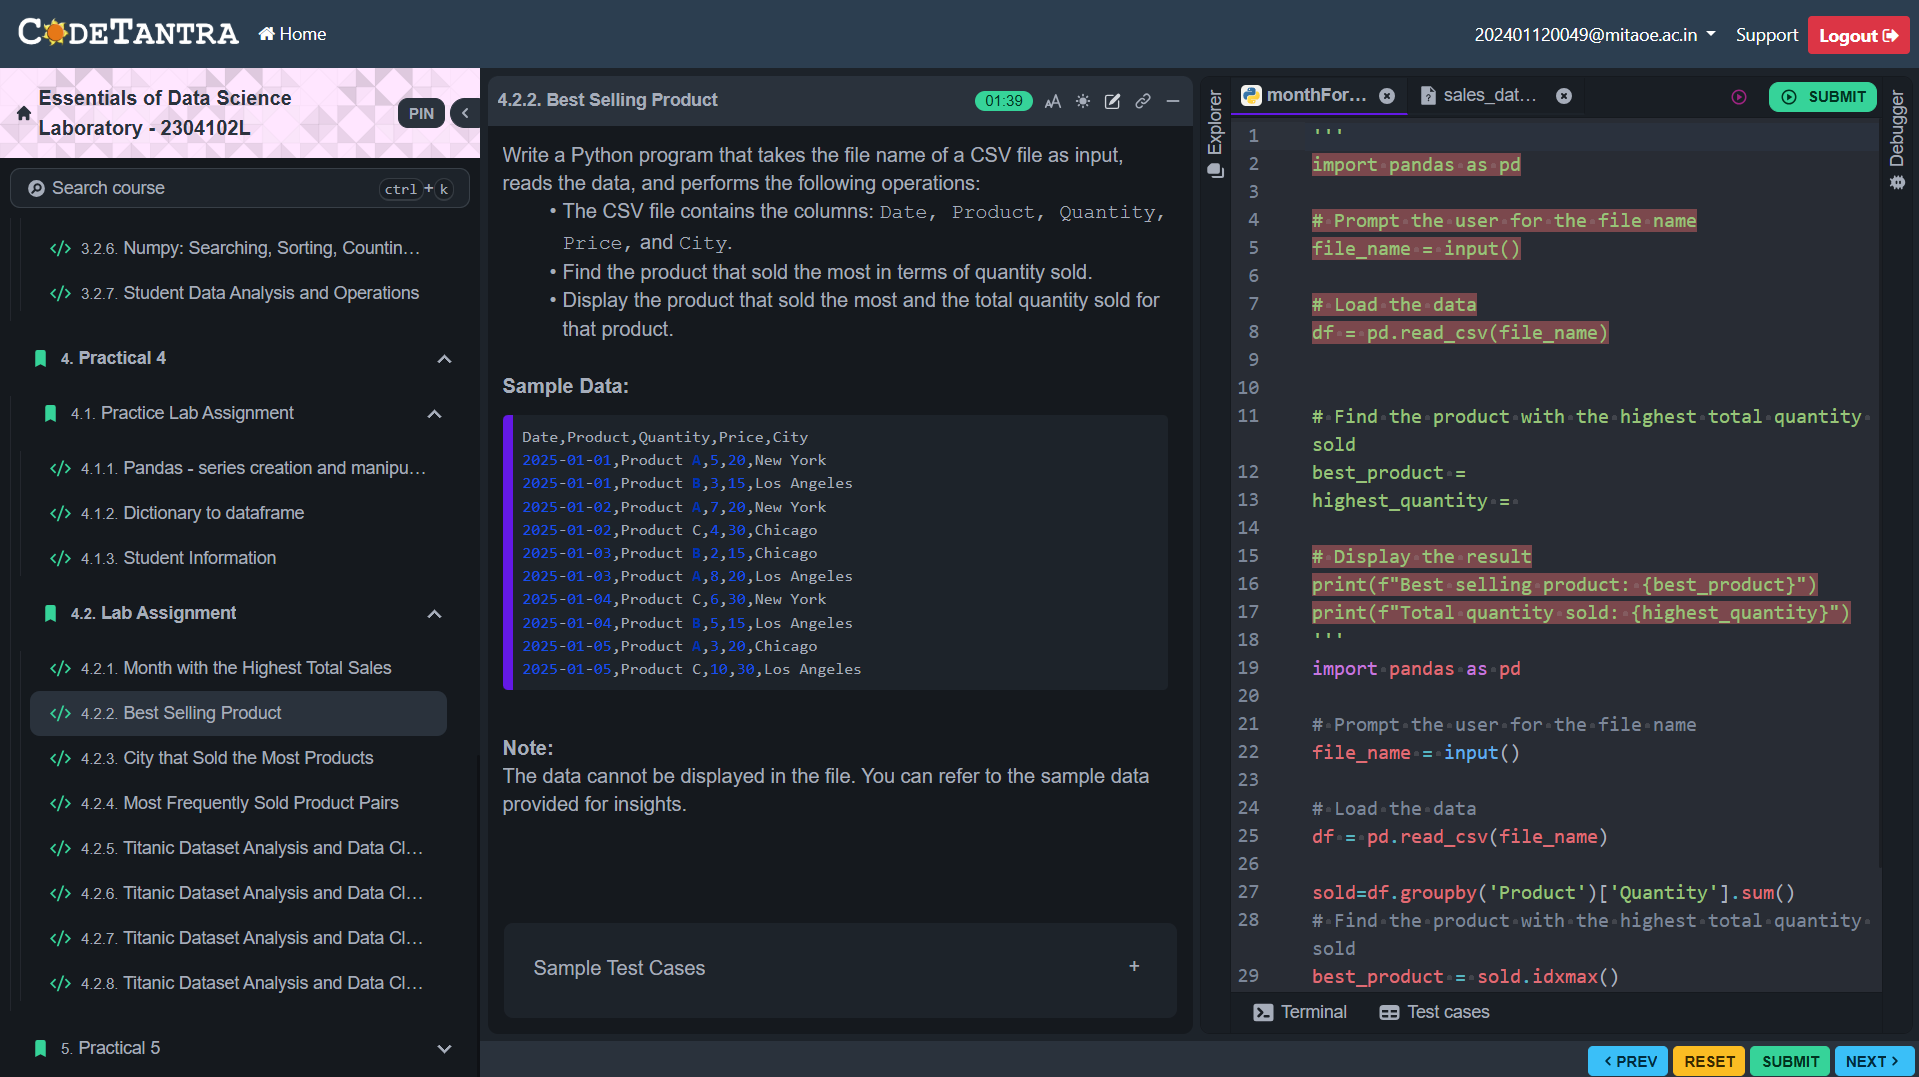 CODETANTRA
Home
202401120049@mitaoe.ac.in
Support
Logout
Essentials of Data Science
Laboratory - 2304102L
PIN
Search course
ctrl + k
3.2.6. Numpy: Searching, Sorting, Countin...
3.2.7. Student Data Analysis and Operations
4. Practical 4
4.1. Practice Lab Assignment
4.1.1. Pandas - series creation and manipu...
4.1.2. Dictionary to dataframe
4.1.3. Student Information
4.2. Lab Assignment
4.2.1. Month with the Highest Total Sales
4.2.2. Best Selling Product
4.2.3. City that Sold the Most Products
4.2.4. Most Frequently Sold Product Pairs
4.2.5. Titanic Dataset Analysis and Data Cl...
4.2.6. Titanic Dataset Analysis and Data Cl...
4.2.7. Titanic Dataset Analysis and Data Cl...
4.2.8. Titanic Dataset Analysis and Data Cl...
5. Practical 5
4.2.2. Best Selling Product
01:39
AA
Write a Python program that takes the file name of a CSV file as input,
reads the data, and performs the following operations:
• The CSV file contains the columns: Date, Product, Quantity,
Price, and City.
• Find the product that sold the most in terms of quantity sold.
• Display the product that sold the most and the total quantity sold for
that product.
Sample Data:
Date,Product,Quantity,Price,City
2025-01-01,Product A,5,20,New York
2025-01-01,Product B,3,15,Los Angeles
2025-01-02,Product A,7,20,New York
2025-01-02,Product C,4,30,Chicago
2025-01-03,Product B,2,15,Chicago
2025-01-03,Product A,8,20,Los Angeles
2025-01-04,Product C,6,30,New York
2025-01-04,Product B,5,15,Los Angeles
2025-01-05,Product A,3,20,Chicago
2025-01-05,Product C,10,30,Los Angeles
Note:
The data cannot be displayed in the file. You can refer to the sample data
provided for insights.
Sample Test Cases
+
Explorer
monthFor...
sales_dat...
SUBMIT
Debugger
1 '''
2 import pandas as pd
3
4 # Prompt the user for the file name
5 file_name = input()
6
7 # Load the data
8 df = pd.read_csv(file_name)
9
10
11 # Find the product with the highest total quantity
sold
12 best_product =
13 highest_quantity =
14
15 # Display the result
16 print(f"Best selling product: {best_product}")
17 print(f"Total quantity sold: {highest_quantity}")
18 '''
19 import pandas as pd
20
21 # Prompt the user for the file name
22 file_name = input()
23
24 # Load the data
25 df = pd.read_csv(file_name)
26
27 sold=df.groupby('Product')['Quantity'].sum()
28 # Find the product with the highest total quantity
sold
29 best_product = sold.idxmax()
Terminal
Test cases
PREV
RESET
SUBMIT
NEXT